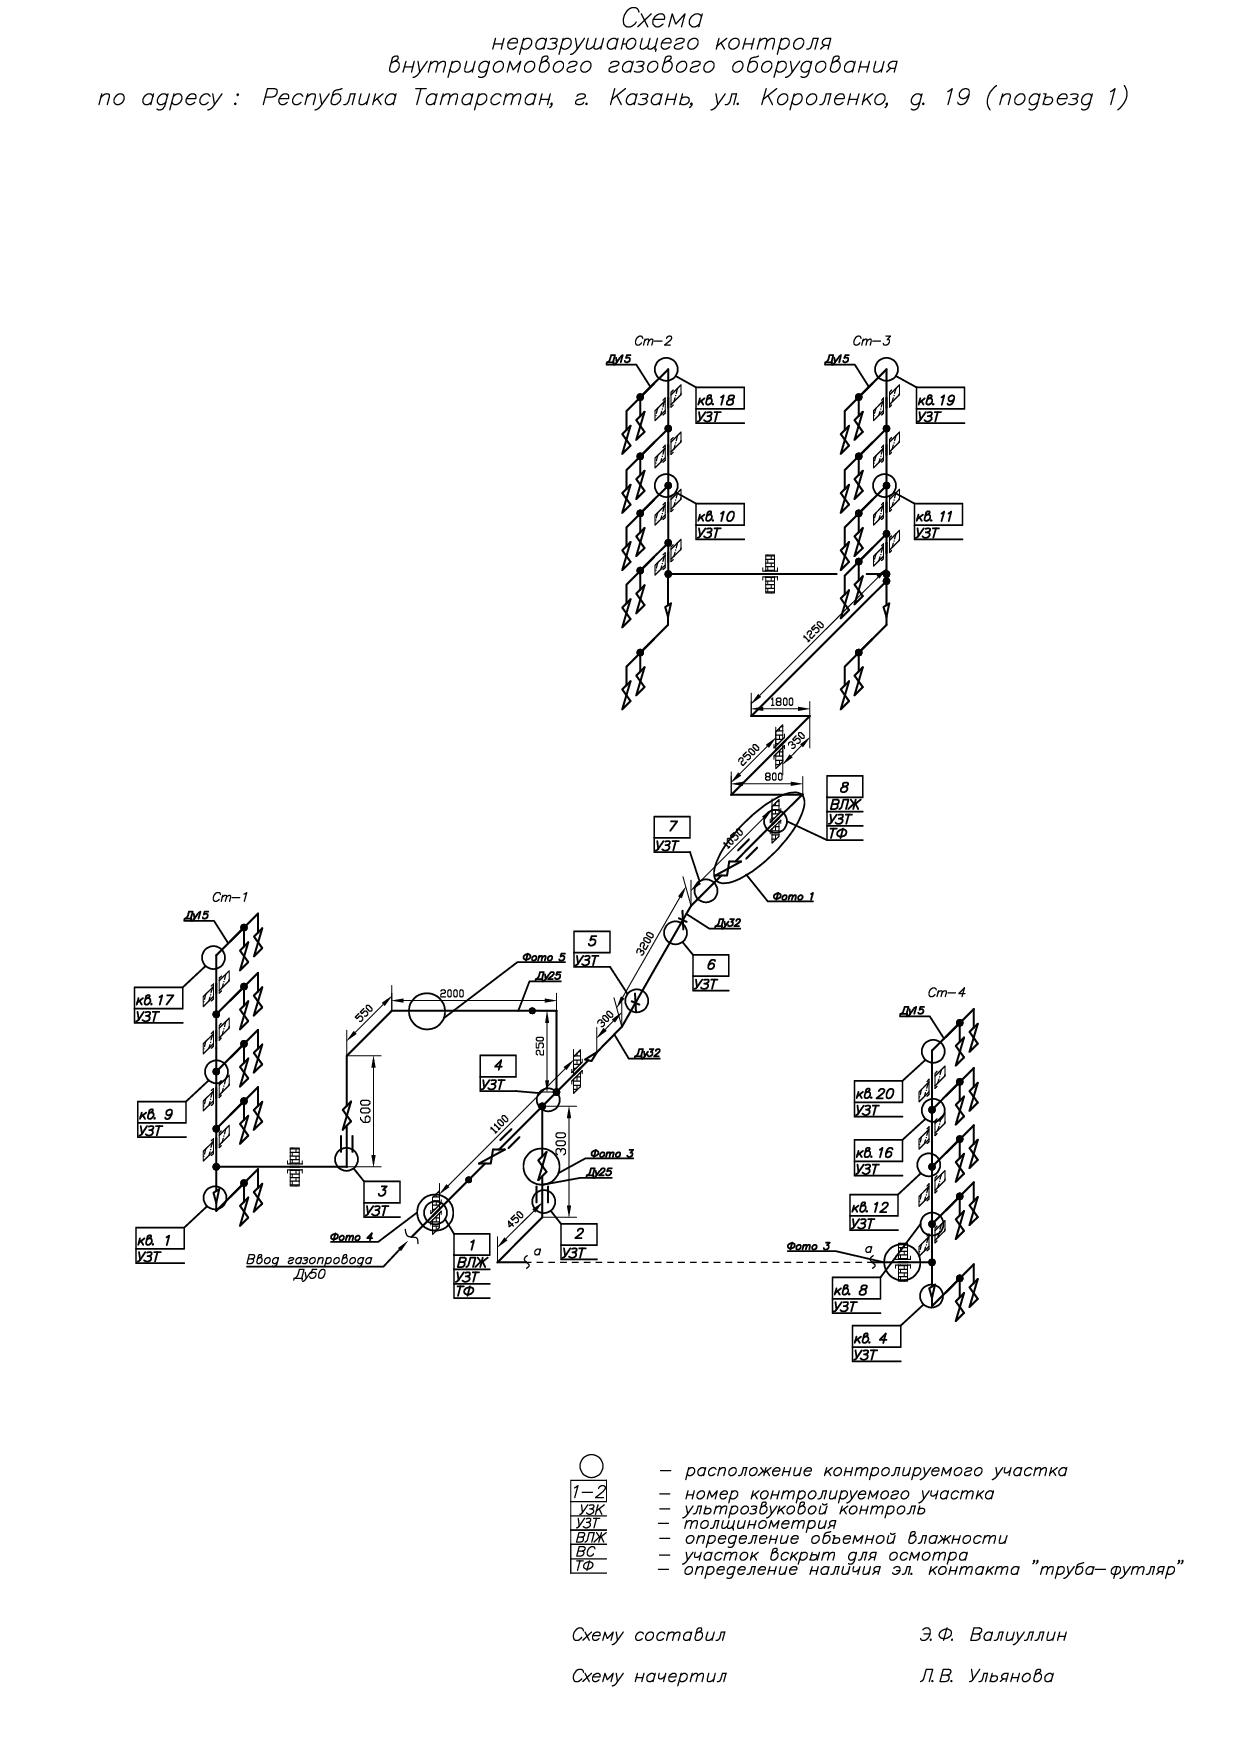 Схема
неразрушающего контроля
внутридомового газового оборудования
по адресу : Республика Татарстан, г. Казань, ул. Короленко, д. 19 (подъезд 1)
Ст-2
Ст-3
Ду15
Ду15
кв. 18
УЗТ
кв. 19
УЗТ
кв. 10
УЗТ
кв. 11
УЗТ
1250
1800
350
2500
800
8
ВЛЖ
УЗТ
ТФ
7
УЗТ
1050
Фото 1
Ст-1
Ду15
Ду32
5
УЗТ
3200
6
УЗТ
Фото 5
Ду25
кв. 17
УЗТ
2000
550
300
Ст-4
Ду15
250
Ду32
4
УЗТ
кв. 20
УЗТ
кв. 9
УЗТ
600
1100
300
Фото 3
Ду25
кв. 16
УЗТ
3
УЗТ
кв. 12
УЗТ
450
2
УЗТ
кв. 1
УЗТ
Фото 4
1
ВЛЖ
УЗТ
ТФ
Ввод газопровода
Ду50
а
Фото 3
а
кв. 8
УЗТ
кв. 4
УЗТ
— расположение контролируемого участка
1-2 — номер контролируемого участка
УЗК — ультрозвуковой контроль
УЗТ — толщинометрия
ВЛЖ — определение объемной влажности
ВС — участок вскрыт для осмотра
ТФ — определение наличия эл. контакта "труба-футляр"
Схему составил Э.Ф. Валиуллин
Схему начертил Л.В. Ульянова